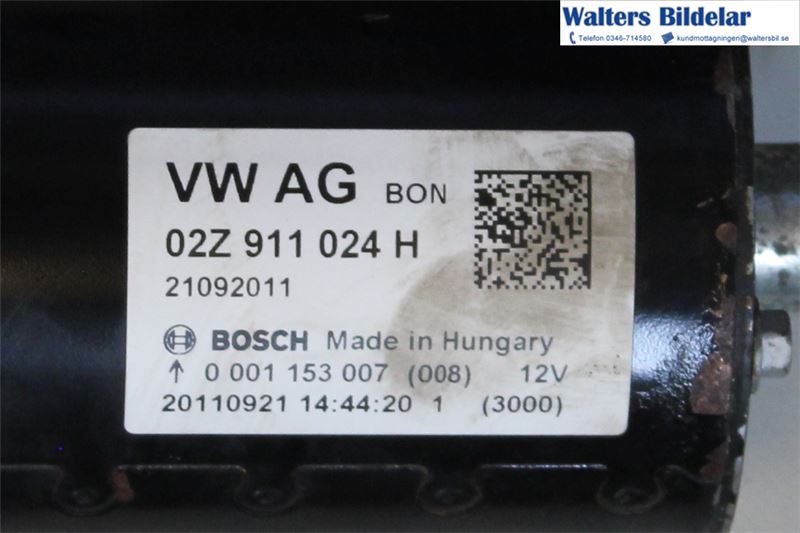 Walters Bildelar
Telefon 0346-714580 kundmottagningen@waltersbil.se
VW AG BON
02Z 911 024 H
21092011
BOSCH Made in Hungary
↑ 0 001 153 007 (008) 12V
20110921 14:44:20 1 (3000)